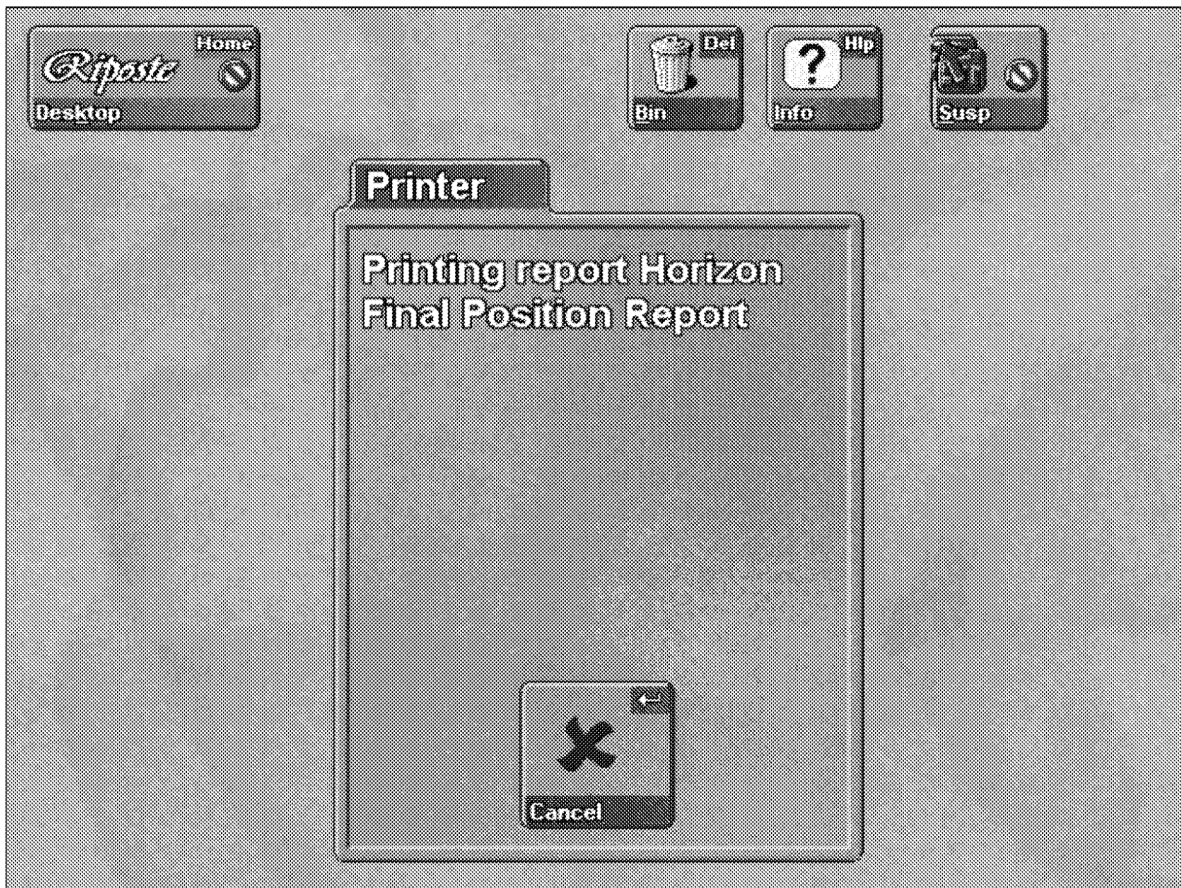 Riposte
Home
Desktop
Del
Bin
?
Hlp
Info
Susp
Printer
Printing report Horizon
Final Position Report
Cancel